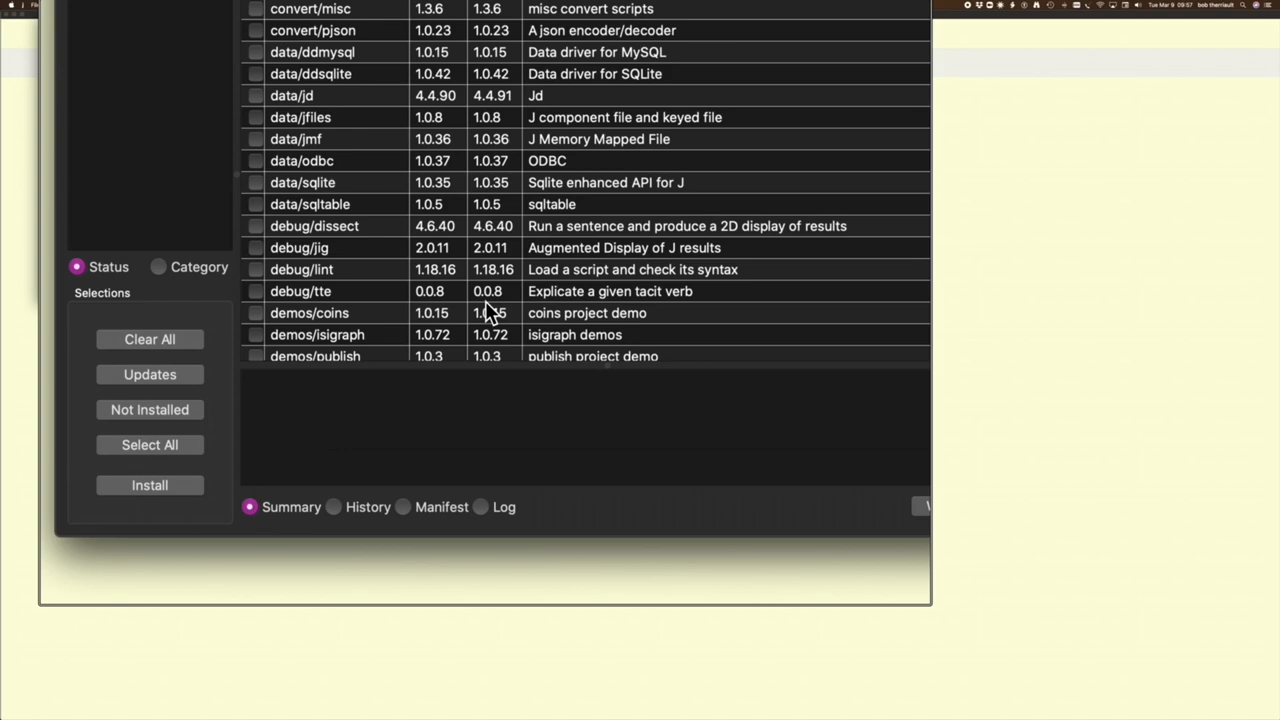 Fil
Tue Mar 9 09:57 bob therriault
convert/misc 1.3.6 1.3.6 misc convert scripts
convert/pjson 1.0.23 1.0.23 A json encoder/decoder
data/ddmysql 1.0.15 1.0.15 Data driver for MySQL
data/ddsqlite 1.0.42 1.0.42 Data driver for SQLite
data/jd 4.4.90 4.4.91 Jd
data/jfiles 1.0.8 1.0.8 J component file and keyed file
data/jmf 1.0.36 1.0.36 J Memory Mapped File
data/odbc 1.0.37 1.0.37 ODBC
data/sqlite 1.0.35 1.0.35 Sqlite enhanced API for J
data/sqltable 1.0.5 1.0.5 sqltable
debug/dissect 4.6.40 4.6.40 Run a sentence and produce a 2D display of results
debug/jig 2.0.11 2.0.11 Augmented Display of J results
debug/lint 1.18.16 1.18.16 Load a script and check its syntax
debug/tte 0.0.8 0.0.8 Explicate a given tacit verb
demos/coins 1.0.15 coins project demo
demos/isigraph 1.0.72 1.0.72 isigraph demos
demos/publish 1.0.3 1.0.3 publish project demo
Status Category
Selections
Clear All
Updates
Not Installed
Select All
Install
Summary History Manifest Log